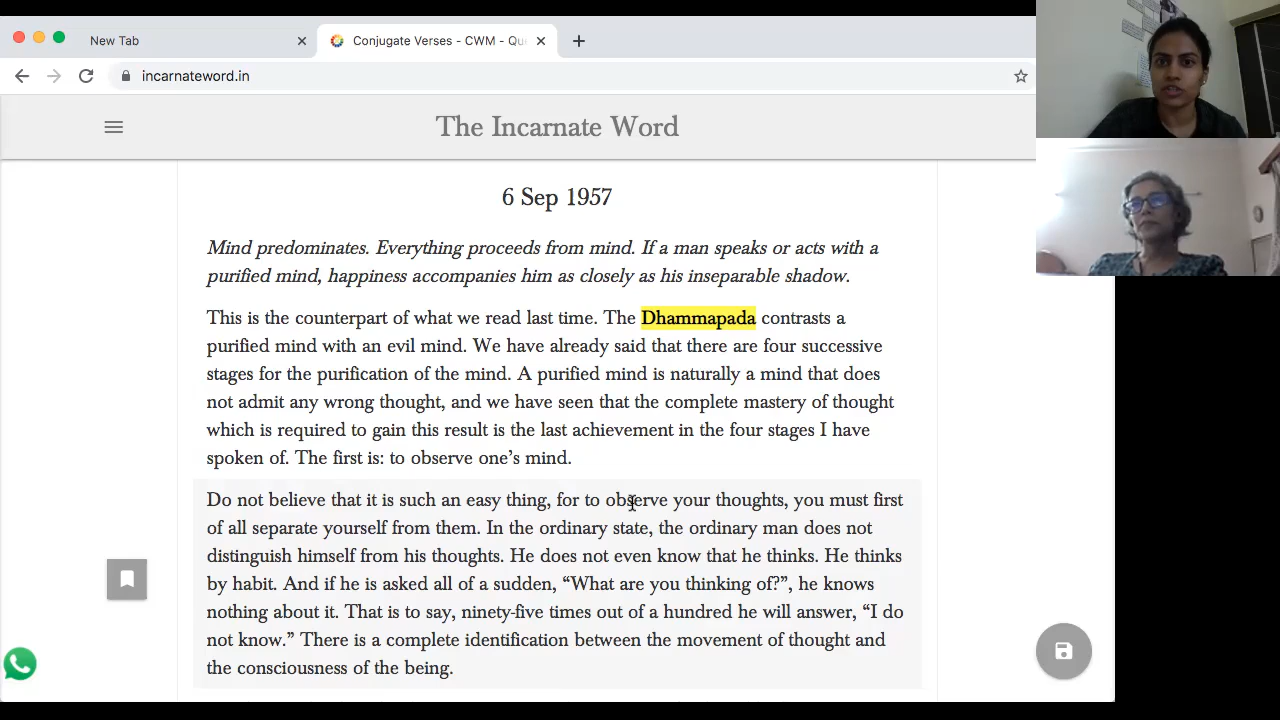 New Tab
Conjugate Verses - CWM - Qu
incarnateword.in
The Incarnate Word
6 Sep 1957
Mind predominates. Everything proceeds from mind. If a man speaks or acts with a
purified mind, happiness accompanies him as closely as his inseparable shadow.
This is the counterpart of what we read last time. The Dhammapada contrasts a
purified mind with an evil mind. We have already said that there are four successive
stages for the purification of the mind. A purified mind is naturally a mind that does
not admit any wrong thought, and we have seen that the complete mastery of thought
which is required to gain this result is the last achievement in the four stages I have
spoken of. The first is: to observe one’s mind.
Do not believe that it is such an easy thing, for to observe your thoughts, you must first
of all separate yourself from them. In the ordinary state, the ordinary man does not
distinguish himself from his thoughts. He does not even know that he thinks. He thinks
by habit. And if he is asked all of a sudden, “What are you thinking of?”, he knows
nothing about it. That is to say, ninety-five times out of a hundred he will answer, “I do
not know.” There is a complete identification between the movement of thought and
the consciousness of the being.